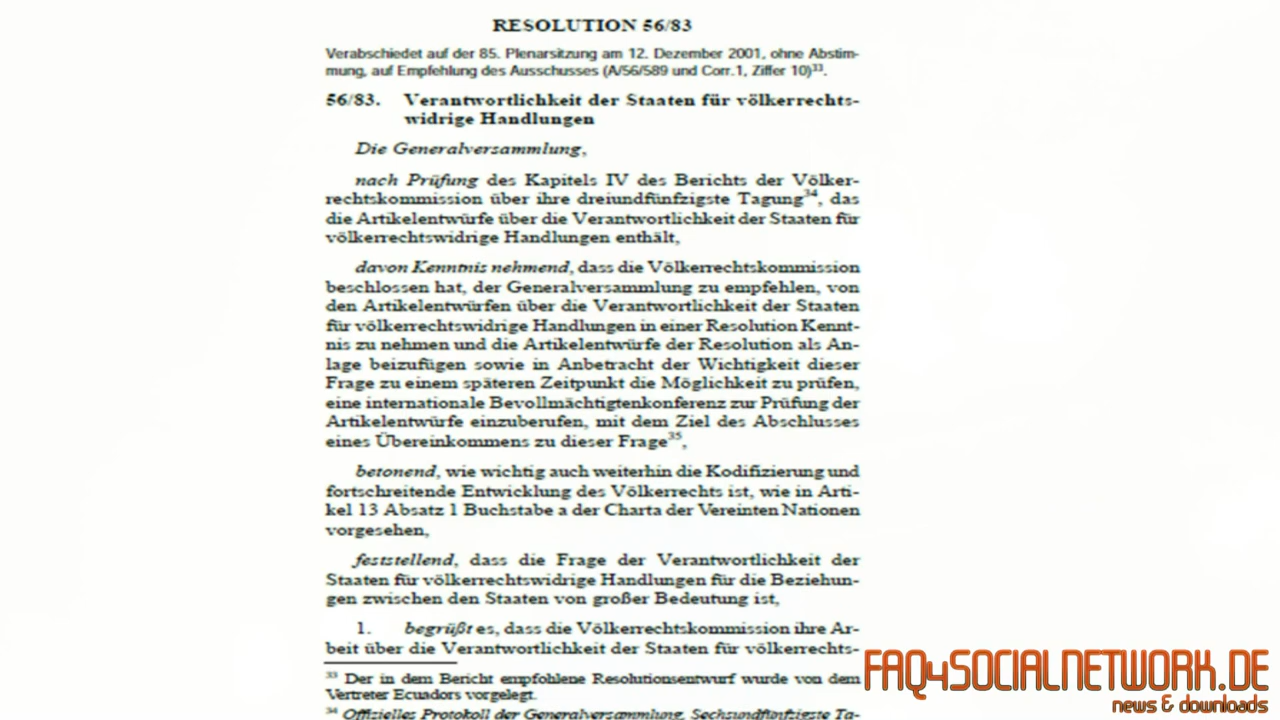 RESOLUTION 56/83
Verabschiedet auf der 85. Plenarsitzung am 12. Dezember 2001, ohne Abstim-
mung, auf Empfehlung des Ausschusses (A/56/589 und Corr.1, Ziffer 10)³³.
56/83. Verantwortlichkeit der Staaten für völkerrechts-
widrige Handlungen
Die Generalversammlung,
nach Prüfung des Kapitels IV des Berichts der Völker-
rechtskommission über ihre dreiundfünfzigste Tagung³⁴, das
die Artikelentwürfe über die Verantwortlichkeit der Staaten für
völkerrechtswidrige Handlungen enthält,
davon Kenntnis nehmend, dass die Völkerrechtskommission
beschlossen hat, der Generalversammlung zu empfehlen, von
den Artikelentwürfen über die Verantwortlichkeit der Staaten
für völkerrechtswidrige Handlungen in einer Resolution Kennt-
nis zu nehmen und die Artikelentwürfe der Resolution als An-
lage beizufügen sowie in Anbetracht der Wichtigkeit dieser
Frage zu einem späteren Zeitpunkt die Möglichkeit zu prüfen,
eine internationale Bevollmächtigtenkonferenz zur Prüfung der
Artikelentwürfe einzuberufen, mit dem Ziel des Abschlusses
eines Übereinkommens zu dieser Frage³⁵,
betonend, wie wichtig auch weiterhin die Kodifizierung und
fortschreitende Entwicklung des Völkerrechts ist, wie in Arti-
kel 13 Absatz 1 Buchstabe a der Charta der Vereinten Nationen
vorgesehen,
feststellend, dass die Frage der Verantwortlichkeit der
Staaten für völkerrechtswidrige Handlungen für die Beziehun-
gen zwischen den Staaten von großer Bedeutung ist,
1. begrüßt es, dass die Völkerrechtskommission ihre Ar-
beit über die Verantwortlichkeit der Staaten für völkerrechts-
³³ Der in dem Bericht empfohlene Resolutionsentwurf wurde von dem
Vertreter Ecuadors vorgelegt.
³⁴ Offizielles Protokoll der Generalversammlung, Sechsundfünfzigste Ta-
FAQ4SOCIALNETWORK.DE
news & downloads